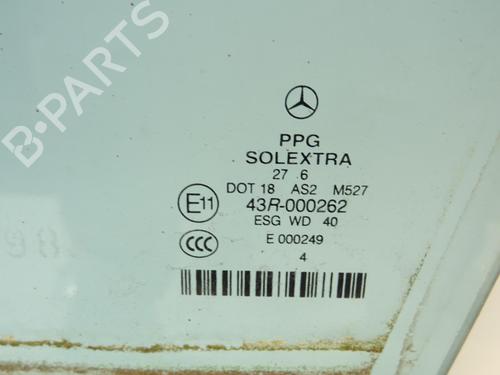 B-PARTS
PPG
SOLEXTRA
27 .6
DOT 18 AS2 M527
E11 43R-000262
ESG WD 40
CCC E 000249
4